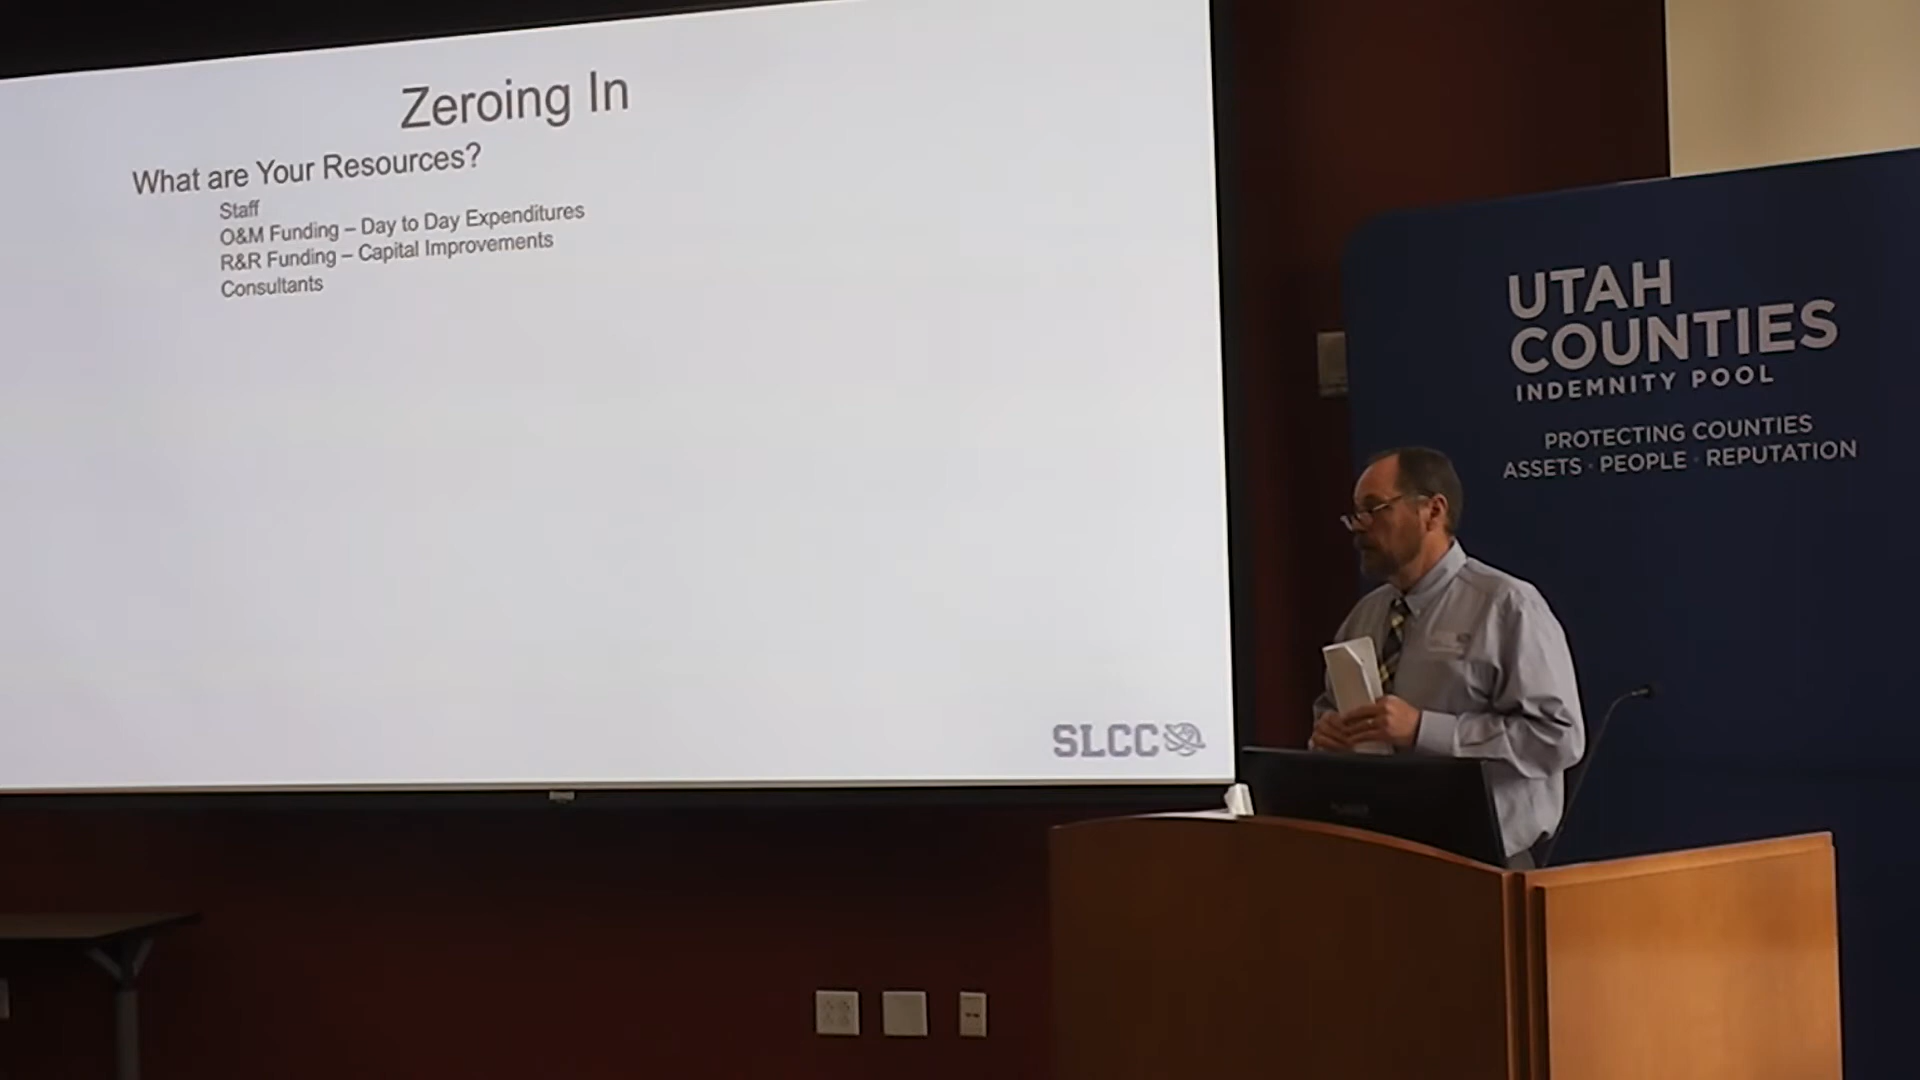 Zeroing In
What are Your Resources?
Staff
O&M Funding – Day to Day Expenditures
R&R Funding – Capital Improvements
Consultants
SLCC
UTAH
COUNTIES
INDEMNITY POOL
PROTECTING COUNTIES
ASSETS · PEOPLE · REPUTATION